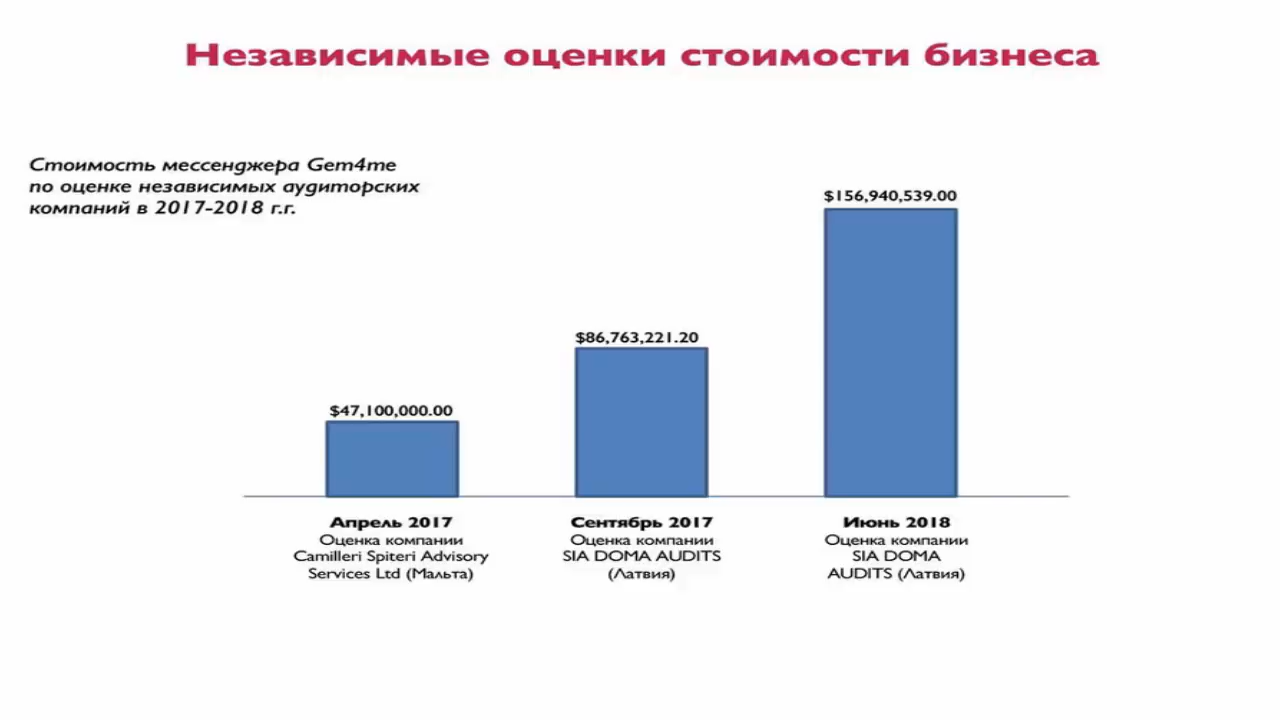 Независимые оценки стоимости бизнеса
Стоимость мессенджера Gem4me
по оценке независимых аудиторских
компаний в 2017-2018 г.г.
$47,100,000.00
$86,763,221.20
$156,940,539.00
Апрель 2017
Оценка компании
Camilleri Spiteri Advisory
Services Ltd (Мальта)
Сентябрь 2017
Оценка компании
SIA DOMA AUDITS
(Латвия)
Июнь 2018
Оценка компании
SIA DOMA
AUDITS (Латвия)